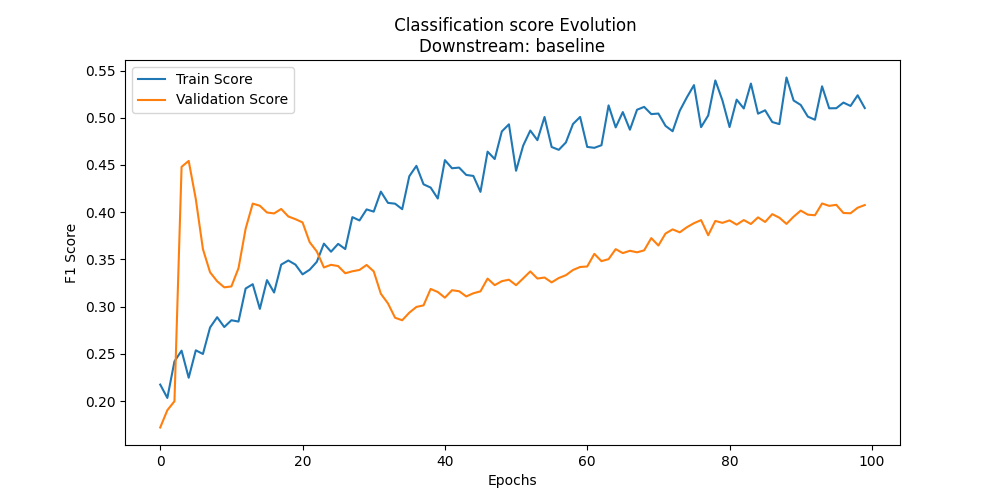 Classification score Evolution
Downstream: baseline
Train Score
Validation Score
F1 Score
0.55
0.50
0.45
0.40
0.35
0.30
0.25
0.20
0 20 40 60 80 100
Epochs